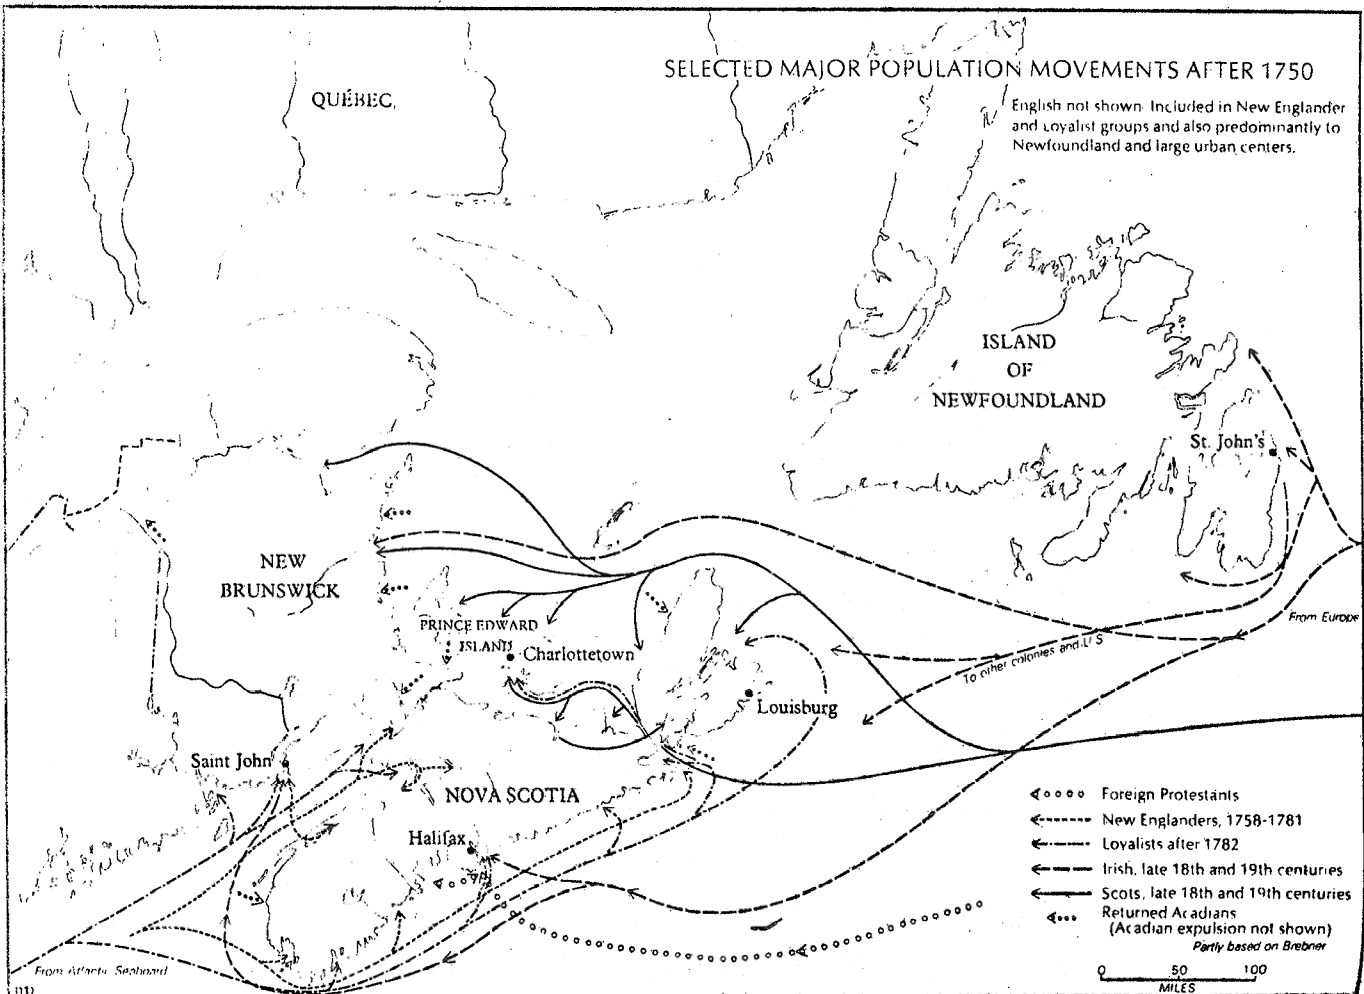 SELECTED MAJOR POPULATION MOVEMENTS AFTER 1750
English not shown. Included in New Englander
and Loyalist groups and also predominantly to
Newfoundland and large urban centers.
QUÉBEC
ISLAND
OF
NEWFOUNDLAND
St. John's
NEW
BRUNSWICK
PRINCE EDWARD
ISLAND
Charlottetown
From Europe
To other colonies and U S
Louisburg
Saint John
NOVA SCOTIA
Halifax
Foreign Protestants
New Englanders, 1758-1781
Loyalists after 1782
Irish, late 18th and 19th centuries
Scots, late 18th and 19th centuries
Returned Acadians
(Acadian expulsion not shown)
Partly based on Brebner
From Atlantic Seaboard
0 50 100
MILES